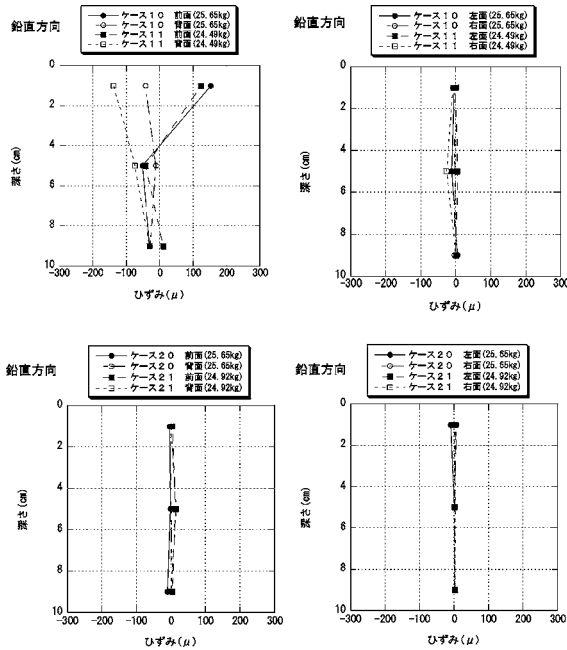 鉛直方向
ケース10 前面(25.65kg)
ケース10 背面(25.65kg)
ケース11 前面(24.49kg)
ケース11 背面(24.49kg)
0
2
4
6
8
10
深さ(cm)
-300 -200 -100 0 100 200 300
ひずみ(μ)
鉛直方向
ケース10 左面(25.65kg)
ケース10 右面(25.65kg)
ケース11 左面(24.49kg)
ケース11 右面(24.49kg)
0
2
4
6
8
10
深さ(cm)
-300 -200 -100 0 100 200 300
ひずみ(μ)
鉛直方向
ケース20 前面(25.65kg)
ケース20 背面(25.65kg)
ケース21 前面(24.92kg)
ケース21 背面(24.92kg)
0
2
4
6
8
10
深さ(cm)
-300 -200 -100 0 100 200 300
ひずみ(μ)
鉛直方向
ケース20 左面(25.65kg)
ケース20 右面(25.65kg)
ケース21 左面(24.92kg)
ケース21 右面(24.92kg)
0
2
4
6
8
10
深さ(cm)
-300 -200 -100 0 100 200 300
ひずみ(μ)